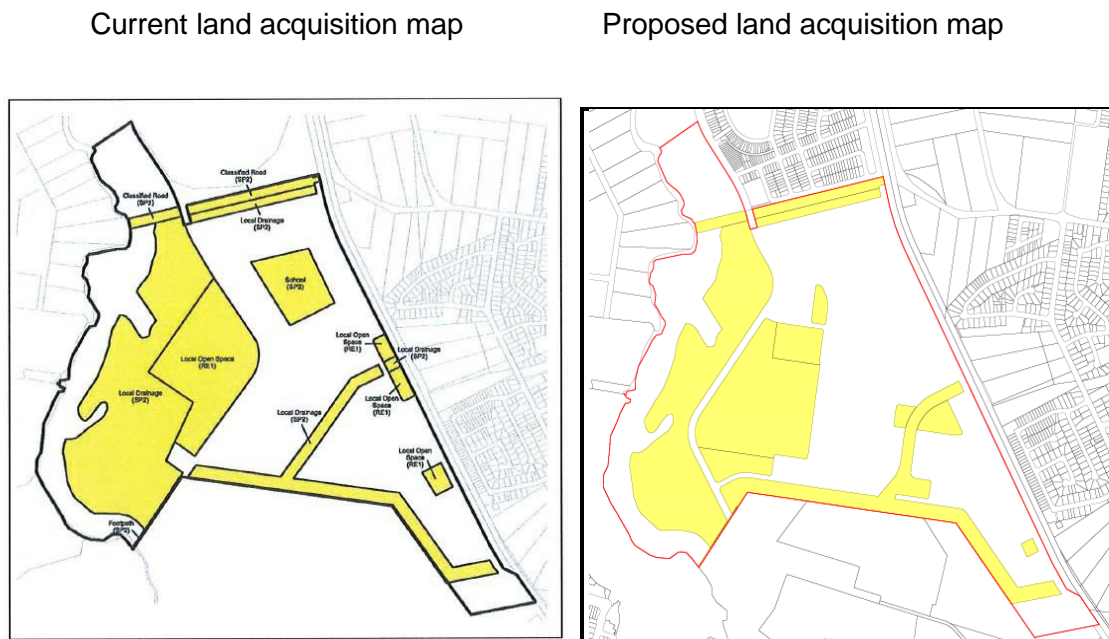 Current land acquisition map
Proposed land acquisition map
Classified Road
(SP2)
Classified Road
(SP2)
Local Drainage
(SP2)
School
(SP2)
Local Open
Space
(RE1)
Local Drainage
(SP2)
Local Open Space
(RE1)
Local Open
Space
(RE1)
Local Drainage
(SP2)
Local Drainage
(SP2)
Local Open
Space
(RE1)
Footpath
(SP2)